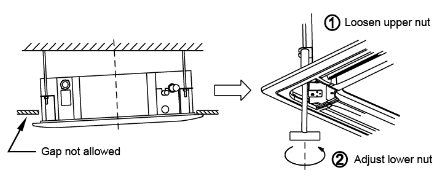 ① Loosen upper nut
Gap not allowed
② Adjust lower nut